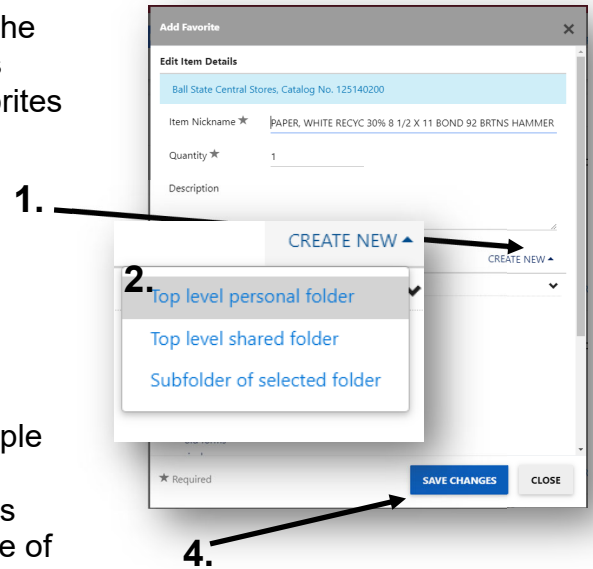 he
s
orites
Add Favorite ×
Edit Item Details
Ball State Central Stores, Catalog No. 125140200
Item Nickname ★ PAPER, WHITE RECYC 30% 8 1/2 X 11 BOND 92 BRTNS HAMMER
Quantity ★ 1
Description
1.
CREATE NEW
CREATE NEW
2.
Top level personal folder
Top level shared folder
Subfolder of selected folder
ple
s
e of
★ Required SAVE CHANGES CLOSE
4.